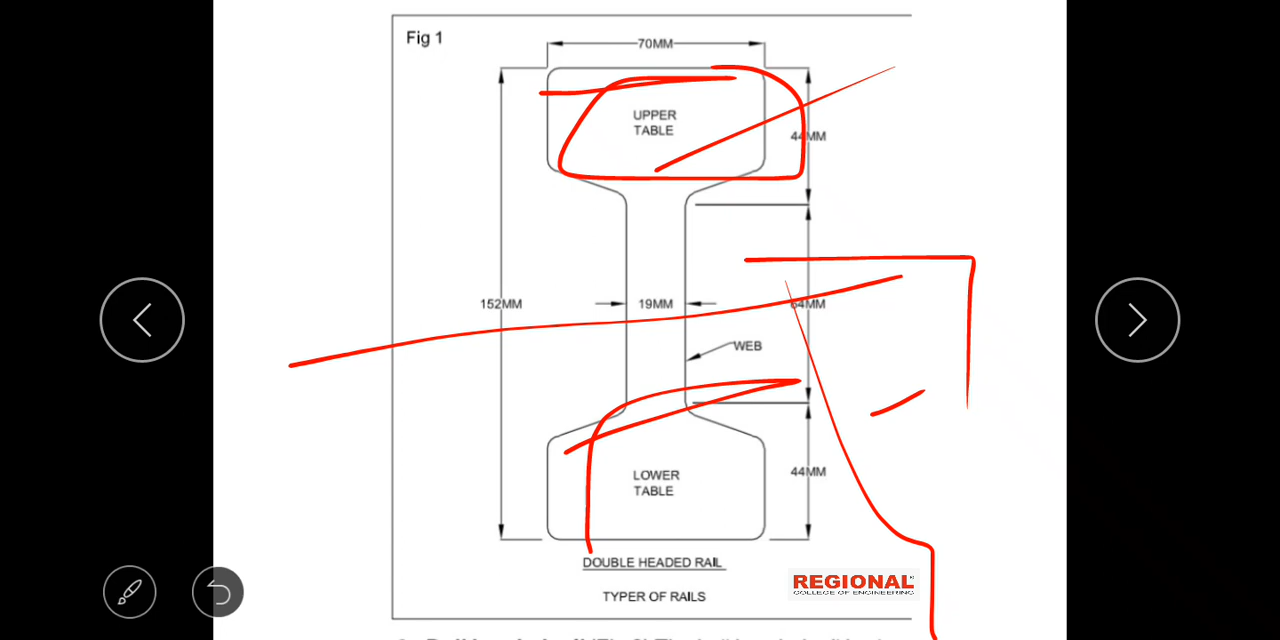 Fig 1
70MM
UPPER
TABLE
44MM
152MM
19MM
64MM
WEB
LOWER
TABLE
44MM
DOUBLE HEADED RAIL
TYPER OF RAILS
REGIONAL
COLLEGE OF ENGINEERING